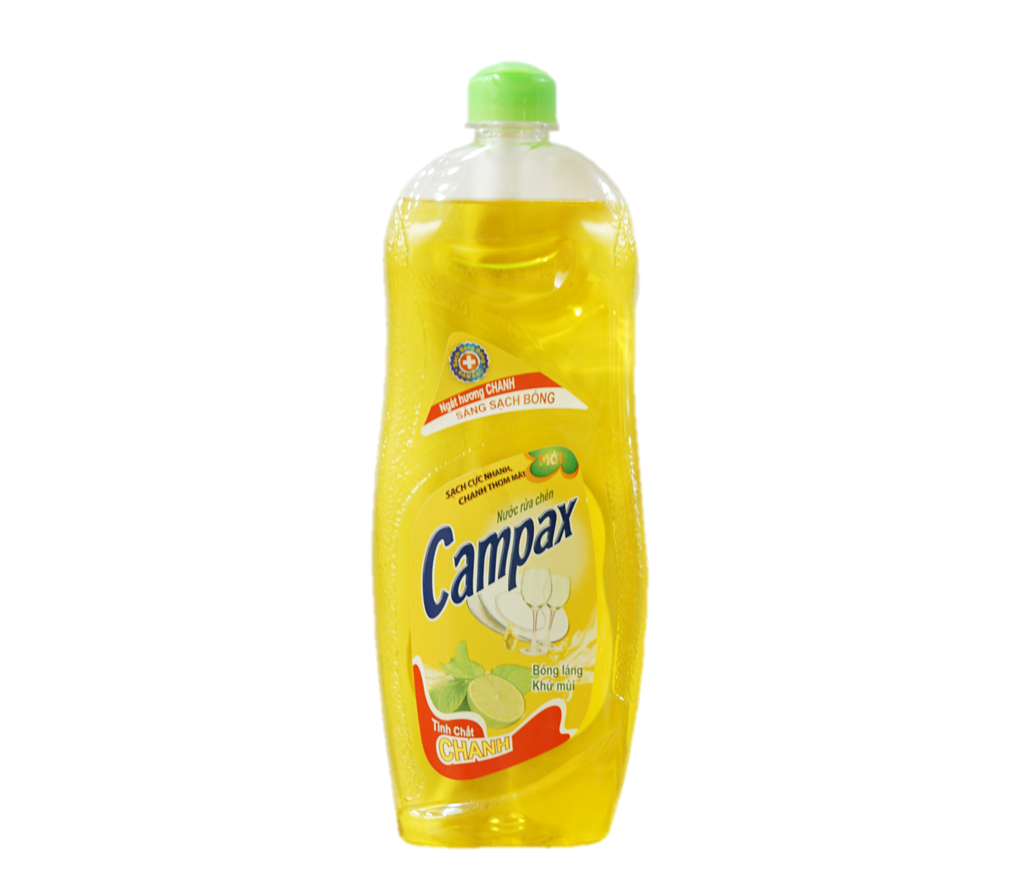 Ngát hương CHANH
SÁNG SẠCH BÓNG
SẠCH CỰC NHANH,
CHANH THƠM MÁT
MỚI
Nước rửa chén
Campax
Bóng láng
Khử mùi
Tinh Chất
CHANH